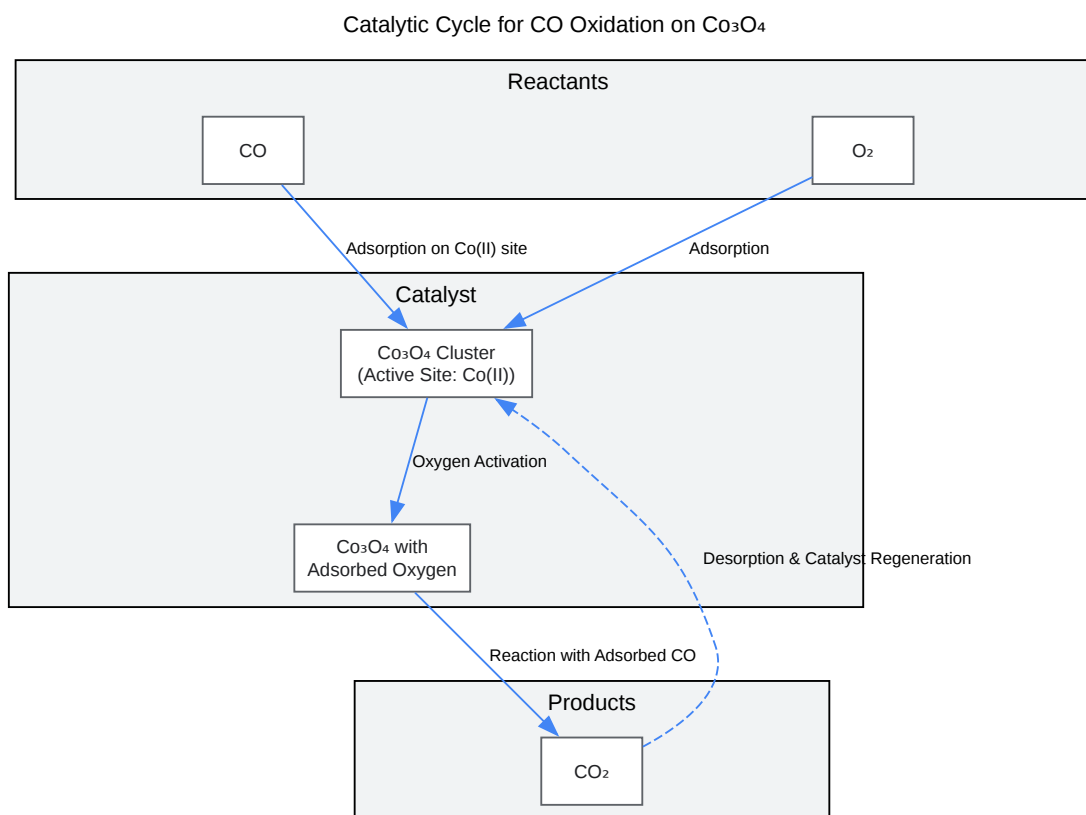 Catalytic Cycle for CO Oxidation on Co₃O₄
Reactants
CO
O₂
Adsorption on Co(II) site
Adsorption
Catalyst
Co₃O₄ Cluster
(Active Site: Co(II))
Oxygen Activation
Co₃O₄ with
Adsorbed Oxygen
Desorption & Catalyst Regeneration
Reaction with Adsorbed CO
Products
CO₂